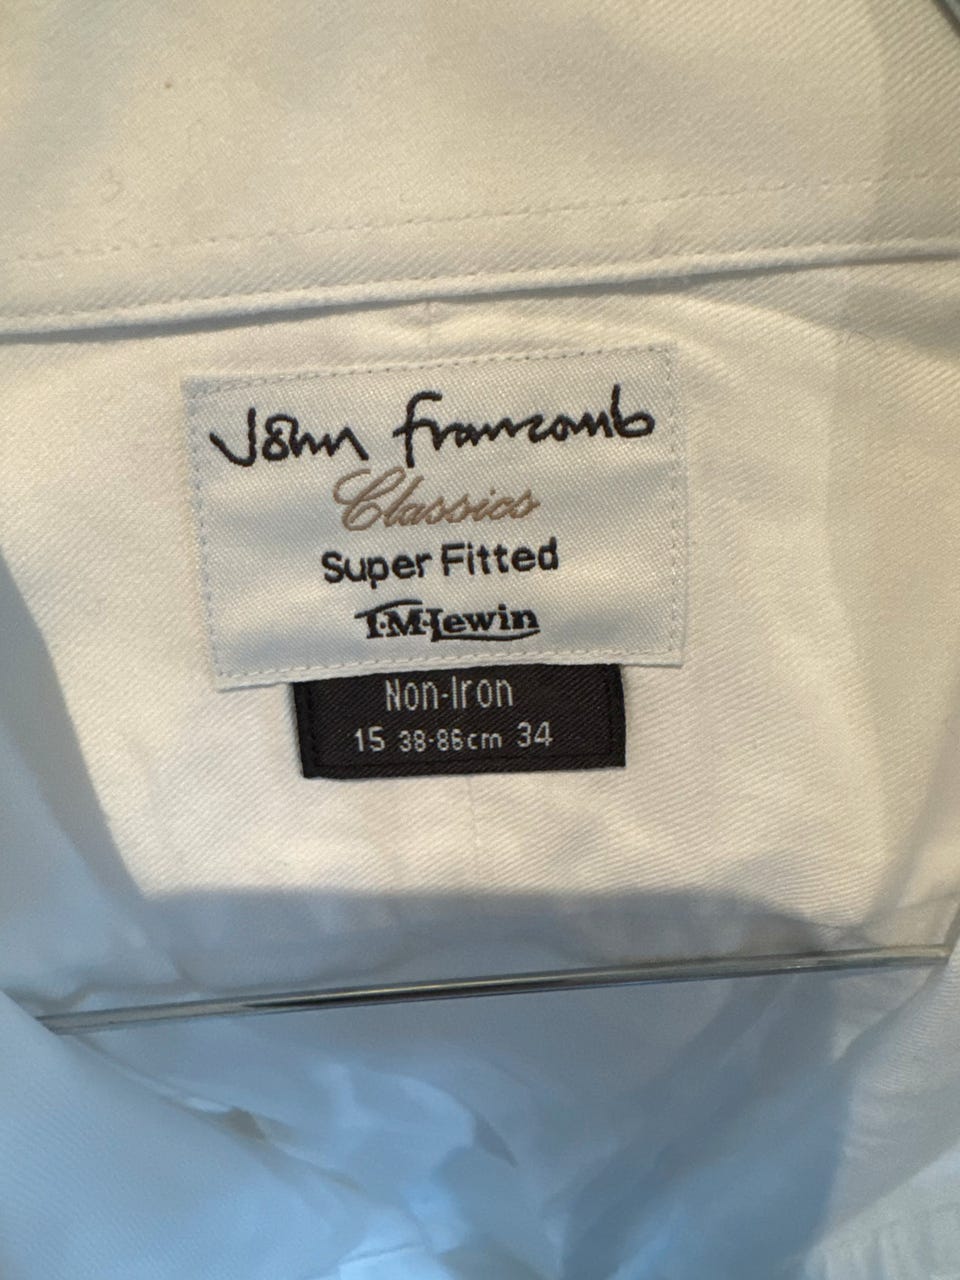 John Francomb
Classics
Super Fitted
T·M·Lewin
Non-Iron
15 38-86cm 34